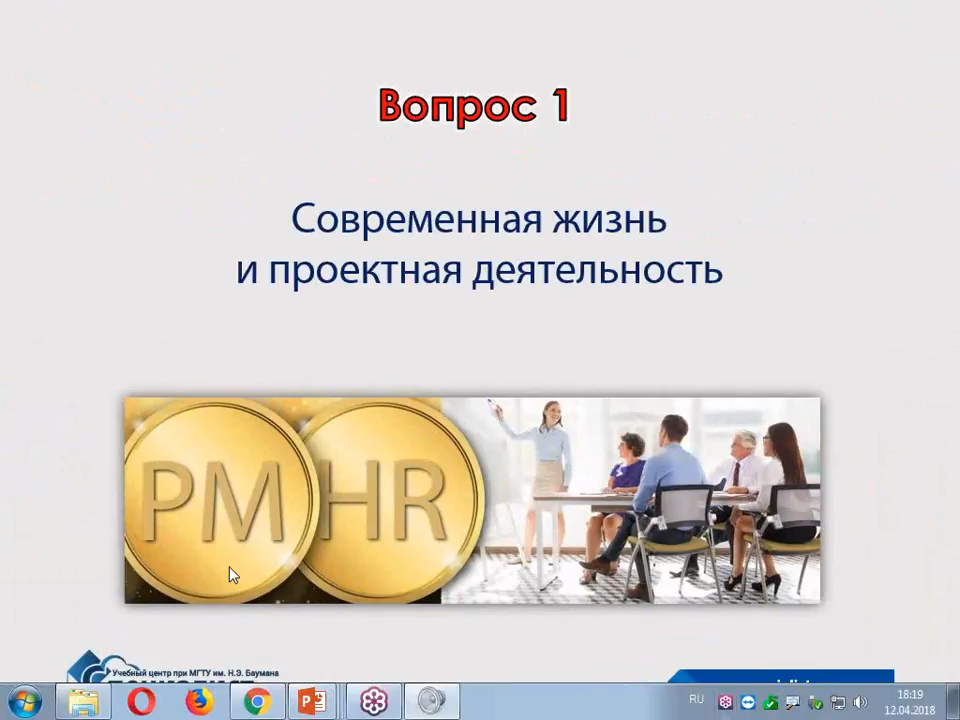 Вопрос 1
Современная жизнь
и проектная деятельность
PM HR
Учебный центр при МГТУ им. Н.Э. Баумана
RU
18:19
12.04.2018